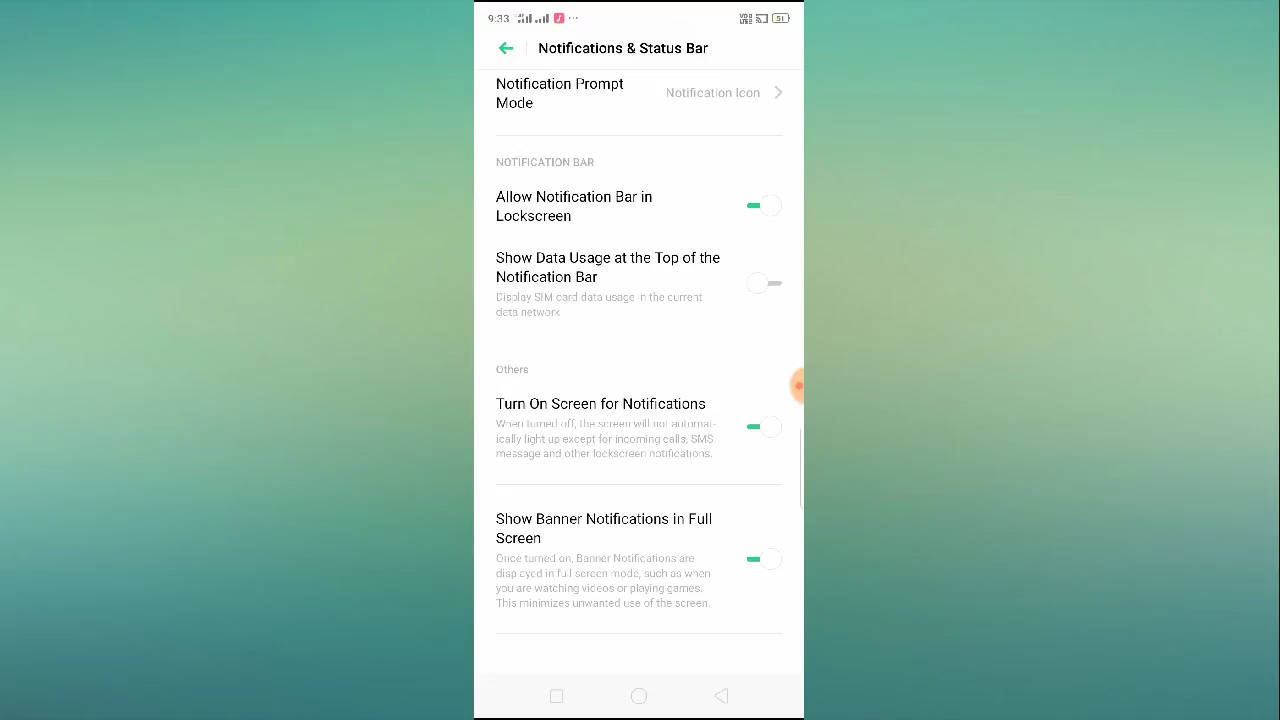 9:33
Notifications & Status Bar
Notification Prompt
Mode
Notification Icon
NOTIFICATION BAR
Allow Notification Bar in
Lockscreen
Show Data Usage at the Top of the
Notification Bar
Display SIM card data usage in the current
data network
Others
Turn On Screen for Notifications
When turned off, the screen will not automat-
ically light up except for incoming calls, SMS
message and other lockscreen notifications.
Show Banner Notifications in Full
Screen
Once turned on, Banner Notifications are
displayed in full screen mode, such as when
you are watching videos or playing games.
This minimizes unwanted use of the screen.